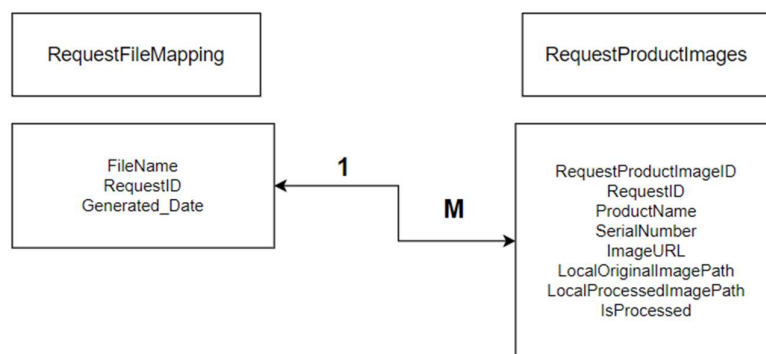 RequestFileMapping
RequestProductImages
FileName
RequestID
Generated_Date
1
M
RequestProductImageID
RequestID
ProductName
SerialNumber
ImageURL
LocalOriginalImagePath
LocalProcessedImagePath
IsProcessed